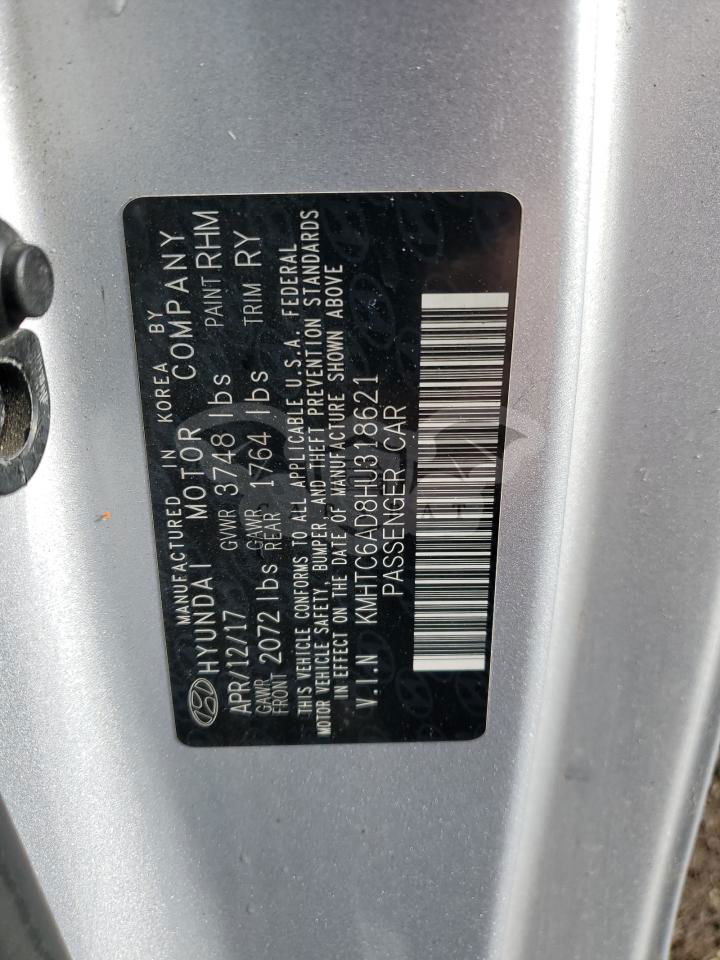 MANUFACTURED IN KOREA BY
HYUNDAI MOTOR COMPANY
APR/12/17 GVWR 3748 lbs PAINT RHM
GAWR FRONT 2072 lbs GAWR REAR 1764 lbs TRIM RY
THIS VEHICLE CONFORMS TO ALL APPLICABLE U.S.A. FEDERAL
MOTOR VEHICLE SAFETY, BUMPER, AND THEFT PREVENTION STANDARDS
IN EFFECT ON THE DATE OF MANUFACTURE SHOWN ABOVE
V.I.N KMHTC6AD8HU318621
PASSENGER CAR